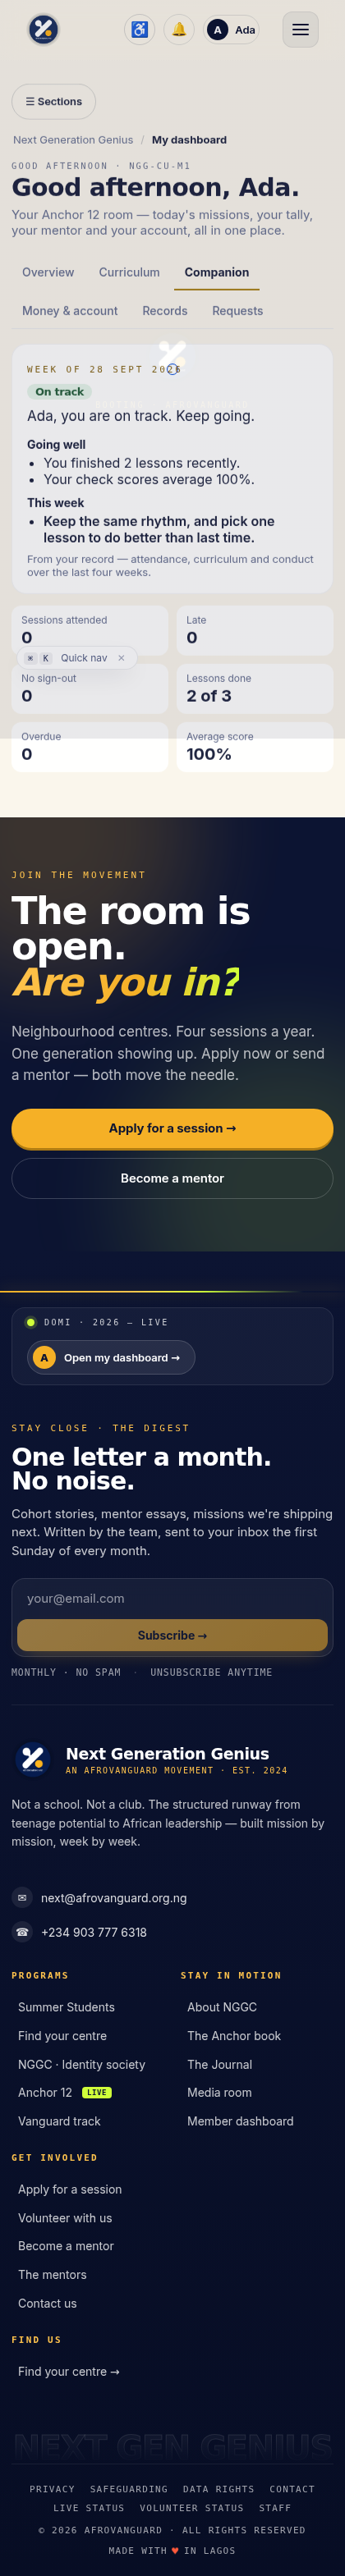 A Ada
☰ Sections
Next Generation Genius / My dashboard
GOOD AFTERNOON · NGG-CU-M1
Good afternoon, Ada.
Your Anchor 12 room — today's missions, your tally,
your mentor and your account, all in one place.
Overview Curriculum Companion
Money & account Records Requests
WEEK OF 28 SEPT 2026
On track
Ada, you are on track. Keep going.
Going well
• You finished 2 lessons recently.
• Your check scores average 100%.
This week
• Keep the same rhythm, and pick one
lesson to do better than last time.
From your record — attendance, curriculum and conduct
over the last four weeks.
Sessions attended Late
0 0
⌘ K Quick nav ×
No sign-out Lessons done
0 2 of 3
Overdue Average score
0 100%
JOIN THE MOVEMENT
The room is
open.
Are you in?
Neighbourhood centres. Four sessions a year.
One generation showing up. Apply now or send
a mentor — both move the needle.
Apply for a session →
Become a mentor
DOMI · 2026 — LIVE
A Open my dashboard →
STAY CLOSE · THE DIGEST
One letter a month.
No noise.
Cohort stories, mentor essays, missions we're shipping
next. Written by the team, sent to your inbox the first
Sunday of every month.
your@email.com
Subscribe →
MONTHLY · NO SPAM · UNSUBSCRIBE ANYTIME
Next Generation Genius
AN AFROVANGUARD MOVEMENT · EST. 2024
Not a school. Not a club. The structured runway from
teenage potential to African leadership — built mission by
mission, week by week.
✉ next@afrovanguard.org.ng
☎ +234 903 777 6318
PROGRAMS STAY IN MOTION
Summer Students About NGGC
Find your centre The Anchor book
NGGC · Identity society The Journal
Anchor 12 LIVE Media room
Vanguard track Member dashboard
GET INVOLVED
Apply for a session
Volunteer with us
Become a mentor
The mentors
Contact us
FIND US
Find your centre →
NEXT GEN GENIUS
PRIVACY SAFEGUARDING DATA RIGHTS CONTACT
LIVE STATUS VOLUNTEER STATUS STAFF
© 2026 AFROVANGUARD · ALL RIGHTS RESERVED
MADE WITH ♥ IN LAGOS